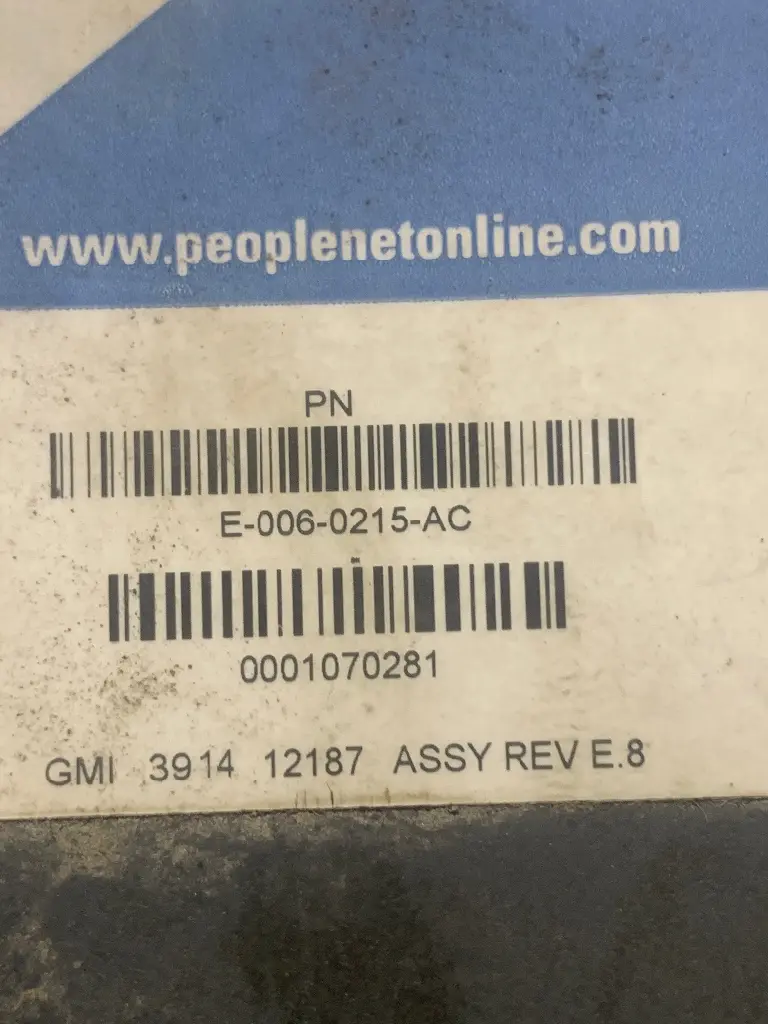 www.peoplenetonline.com
PN
E-006-0215-AC
0001070281
GMI 3914 12187 ASSY REV E.8